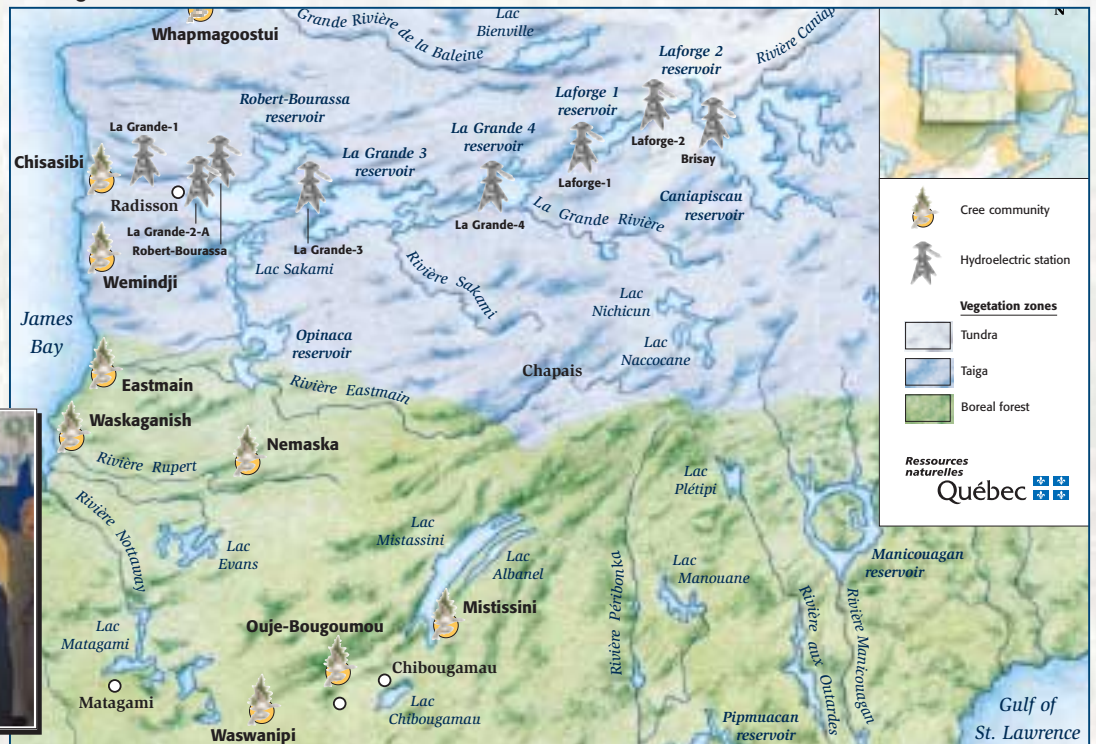 Whapmagoostui
Grande Rivière de la Baleine
Lac
Bienville
Laforge 2
reservoir
Rivière Caniap
N
Robert-Bourassa
reservoir
Laforge 1
reservoir
La Grande-1
La Grande 4
reservoir
Laforge-2
Brisay
Chisasibi
La Grande 3
reservoir
Laforge-1
Radisson
Caniapiscau
reservoir
La Grande Rivière
La Grande-4
La Grande-2-A
Robert-Bourassa
La Grande-3
Lac Sakami
Wemindji
Rivière Sakami
Lac
Nichicun
James
Bay
Opinaca
reservoir
Lac
Naccocane
Chapais
Eastmain
Rivière Eastmain
Waskaganish
Nemaska
Rivière Rupert
Lac
Plétipi
Rivière Nottaway
Lac
Mistassini
Lac
Evans
Lac
Albanel
Manicouagan
reservoir
Lac
Manouane
Rivière Péribonka
Rivière aux Outardes
Rivière Manicouagan
Mistissini
Ouje-Bougoumou
Lac
Matagami
Chibougamau
Matagami
Lac
Chibougamau
Waswanipi
Pipmuacan
reservoir
Gulf of
St. Lawrence
Cree community
Hydroelectric station
Vegetation zones
Tundra
Taiga
Boreal forest
Ressources
naturelles
Québec